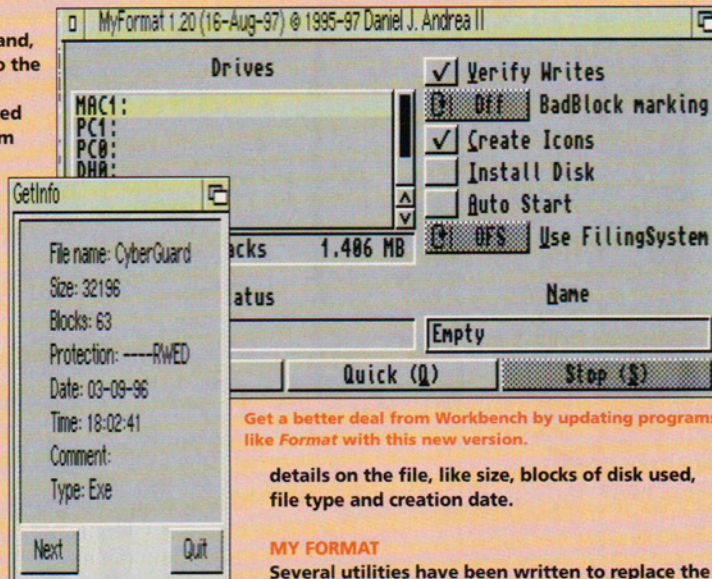 and,
o the
ed
m
MyFormat 1.20 (16-Aug-97) © 1995-97 Daniel J. Andrea II
Drives
MAC1:
PC1:
PC0:
DH0:
acks 1.406 MB
atus
Verify Writes
Off BadBlock marking
Create Icons
Install Disk
Auto Start
OFS Use FilingSystem
Name
Empty
Quick (Q)
Stop (S)
GetInfo
File name: CyberGuard
Size: 32196
Blocks: 63
Protection: ----RWED
Date: 03-09-96
Time: 18:02:41
Comment:
Type: Exe
Next
Quit
Get a better deal from Workbench by updating programs
like Format with this new version.
details on the file, like size, blocks of disk used,
file type and creation date.
MY FORMAT
Several utilities have been written to replace the